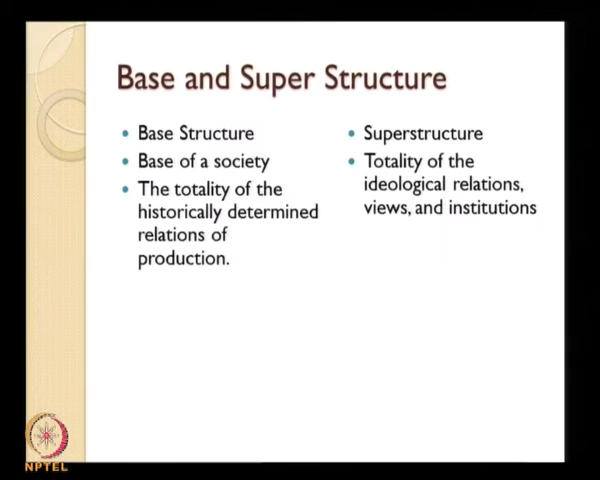 Base and Super Structure
Base Structure
Base of a society
The totality of the
historically determined
relations of
production.
Superstructure
Totality of the
ideological relations,
views, and institutions
NPTEL